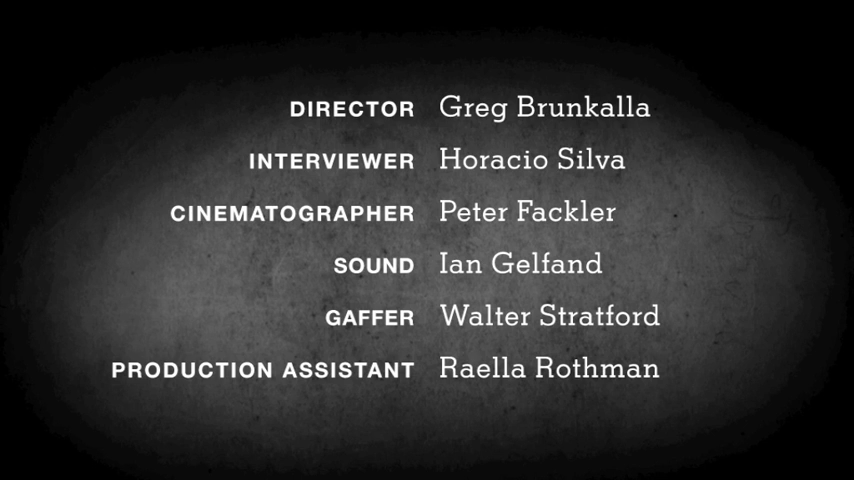 DIRECTOR Greg Brunkalla
INTERVIEWER Horacio Silva
CINEMATOGRAPHER Peter Fackler
SOUND Ian Gelfand
GAFFER Walter Stratford
PRODUCTION ASSISTANT Raella Rothman